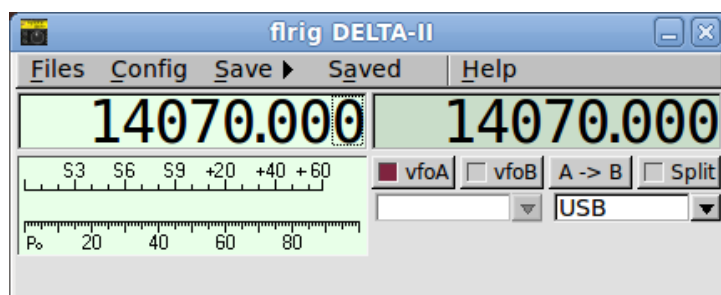 flrig DELTA-II
Files Config Save Saved Help
14070.000 14070.000
S3 S6 S9 +20 +40 +60
vfoA vfoB A -> B Split
USB
Po 20 40 60 80